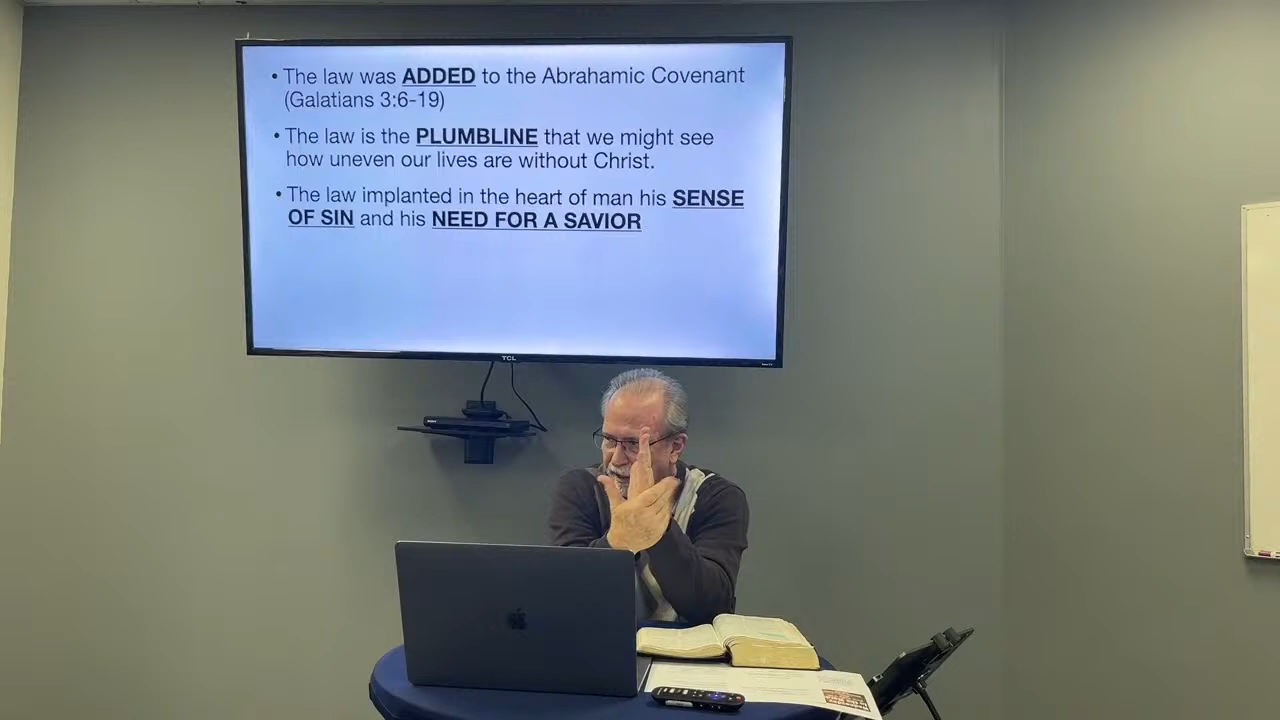 • The law was ADDED to the Abrahamic Covenant
(Galatians 3:6-19)
• The law is the PLUMBLINE that we might see
how uneven our lives are without Christ.
• The law implanted in the heart of man his SENSE
OF SIN and his NEED FOR A SAVIOR
TCL